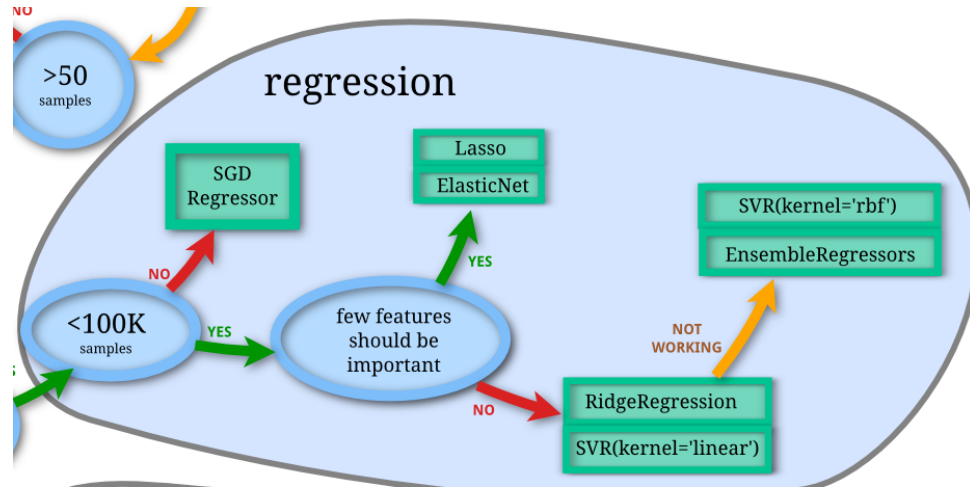 NO
>50
samples
regression
SGD
Regressor
Lasso
ElasticNet
SVR(kernel='rbf')
EnsembleRegressors
NO
YES
<100K
samples
YES
few features
should be
important
NOT
WORKING
NO
RidgeRegression
SVR(kernel='linear')
S